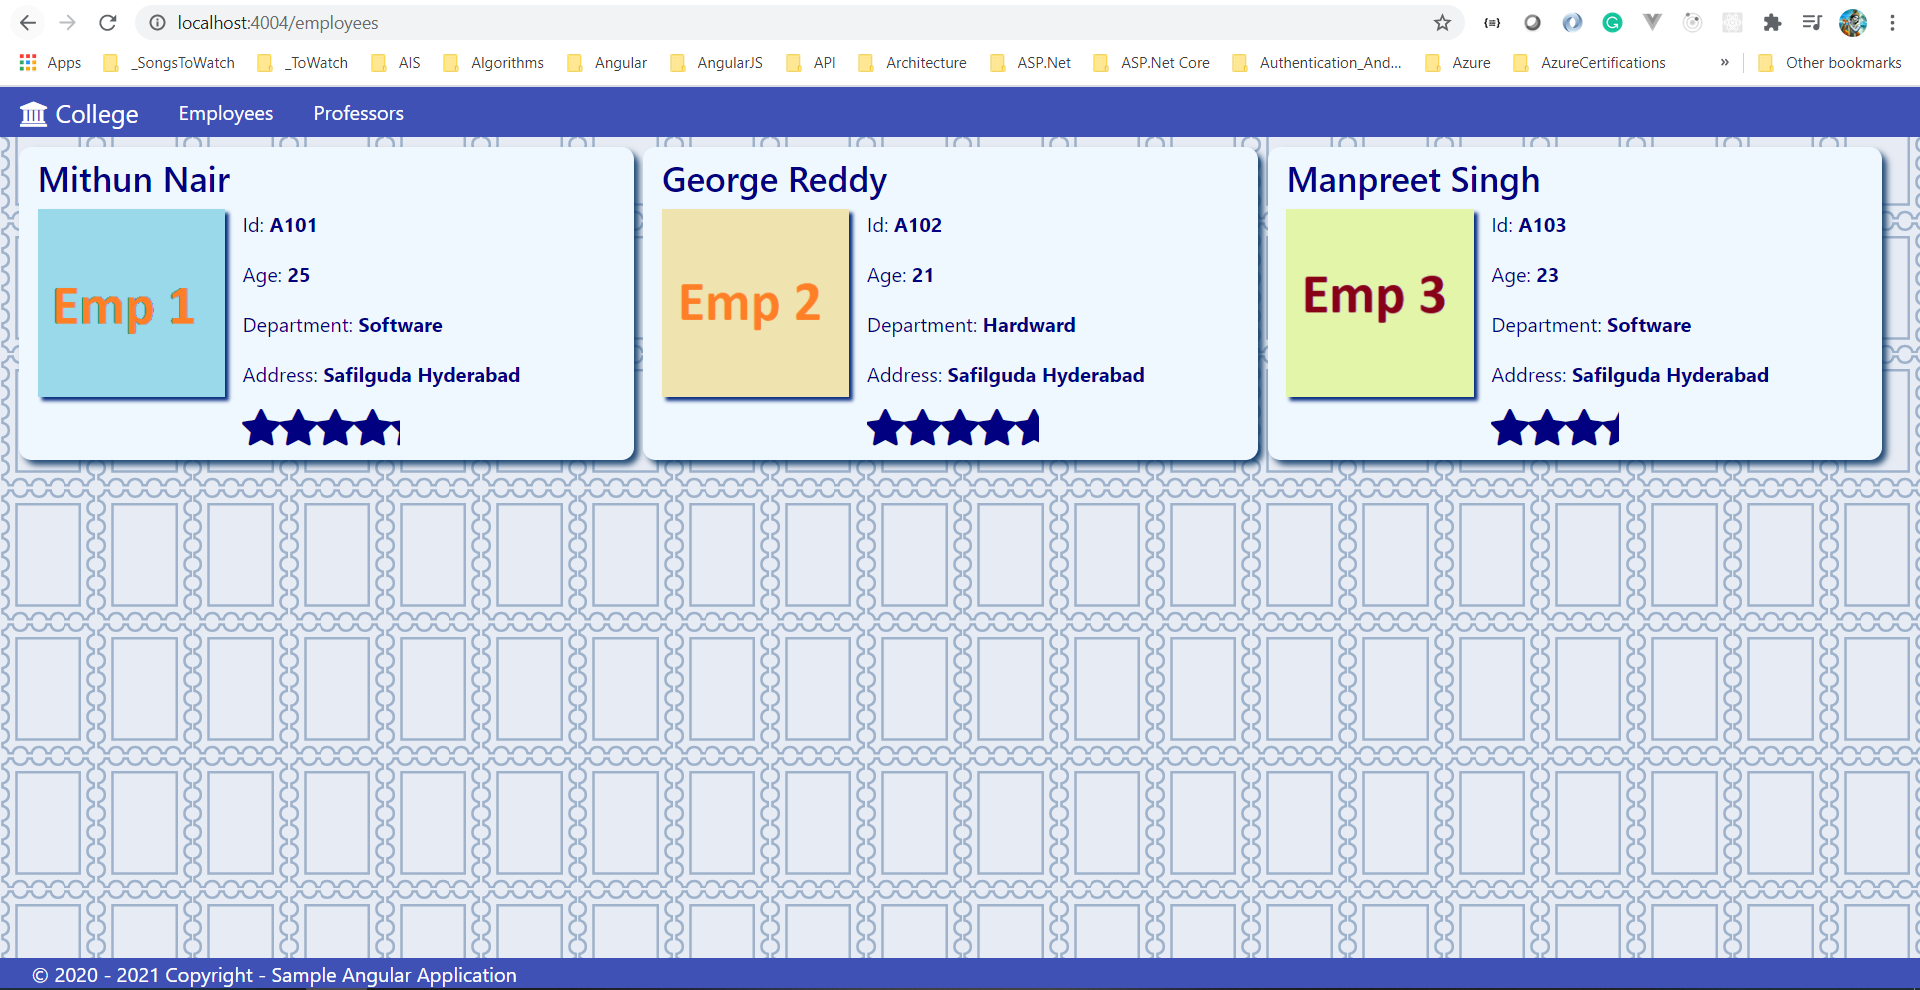 localhost:4004/employees
Apps _SongsToWatch _ToWatch AIS Algorithms Angular AngularJS API Architecture ASP.Net ASP.Net Core Authentication_And... Azure AzureCertifications » Other bookmarks
College Employees Professors
Mithun Nair
Emp 1
Id: A101
Age: 25
Department: Software
Address: Safilguda Hyderabad
George Reddy
Emp 2
Id: A102
Age: 21
Department: Hardward
Address: Safilguda Hyderabad
Manpreet Singh
Emp 3
Id: A103
Age: 23
Department: Software
Address: Safilguda Hyderabad
© 2020 - 2021 Copyright - Sample Angular Application